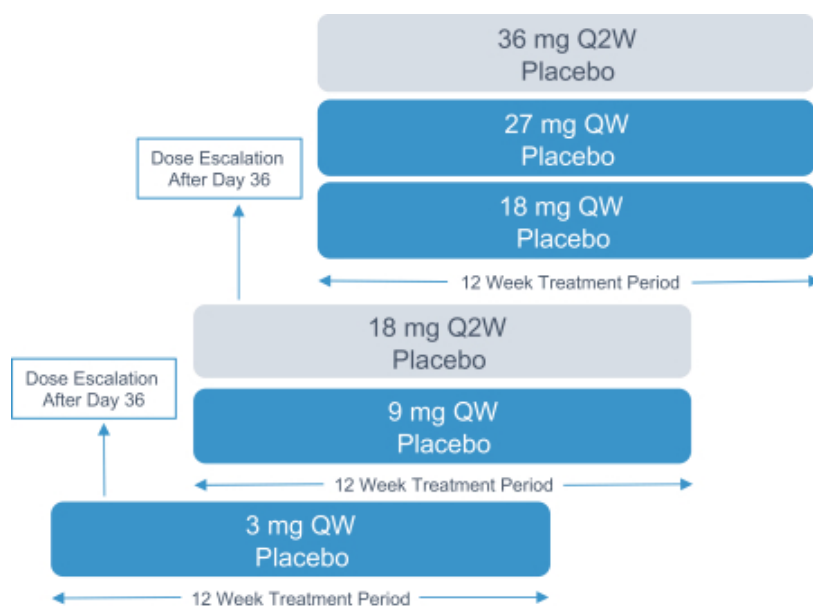 36 mg Q2W
Placebo
27 mg QW
Placebo
Dose Escalation
After Day 36
18 mg QW
Placebo
12 Week Treatment Period
18 mg Q2W
Placebo
Dose Escalation
After Day 36
9 mg QW
Placebo
12 Week Treatment Period
3 mg QW
Placebo
12 Week Treatment Period